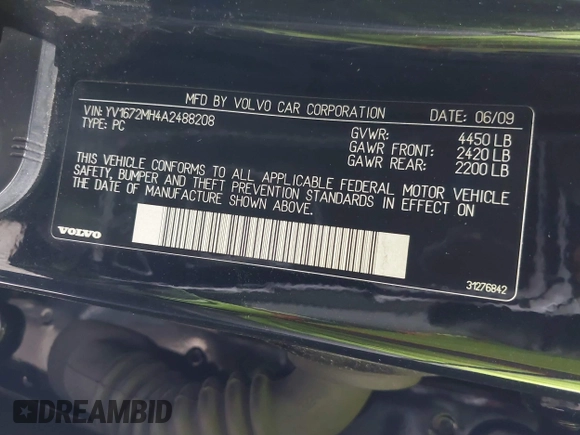 MFD BY VOLVO CAR CORPORATION DATE: 06/09
VIN: YV1672MH4A2488208
TYPE: PC
GVWR: 4450 LB
GAWR FRONT: 2420 LB
GAWR REAR: 2200 LB
THIS VEHICLE CONFORMS TO ALL APPLICABLE FEDERAL MOTOR VEHICLE
SAFETY, BUMPER AND THEFT PREVENTION STANDARDS IN EFFECT ON
THE DATE OF MANUFACTURE SHOWN ABOVE.
VOLVO
31276842
DREAMBID